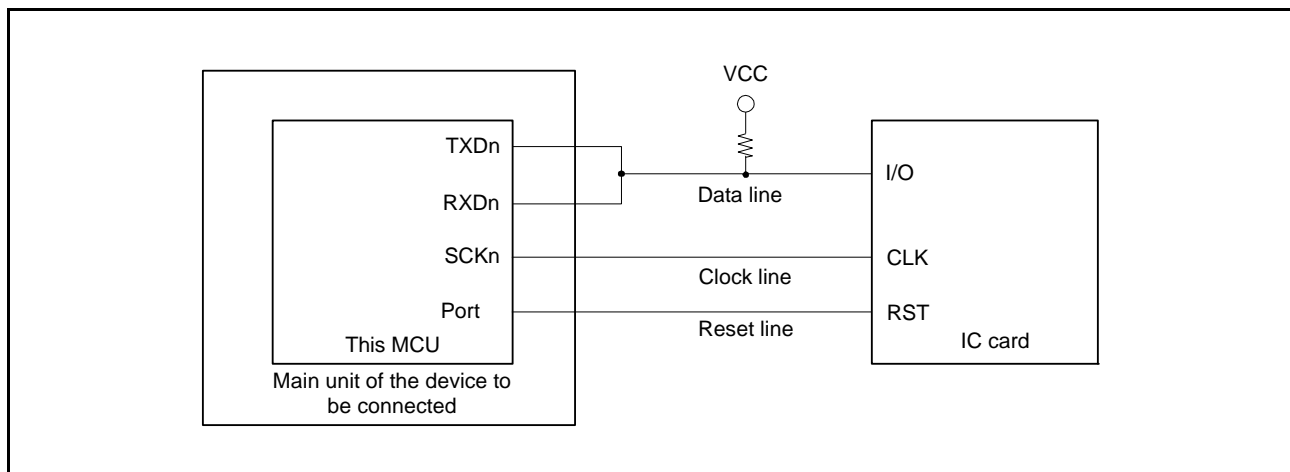 VCC
TXDn
I/O
Data line
RXDn
SCKn
CLK
Clock line
Port
RST
Reset line
This MCU
IC card
Main unit of the device to
be connected